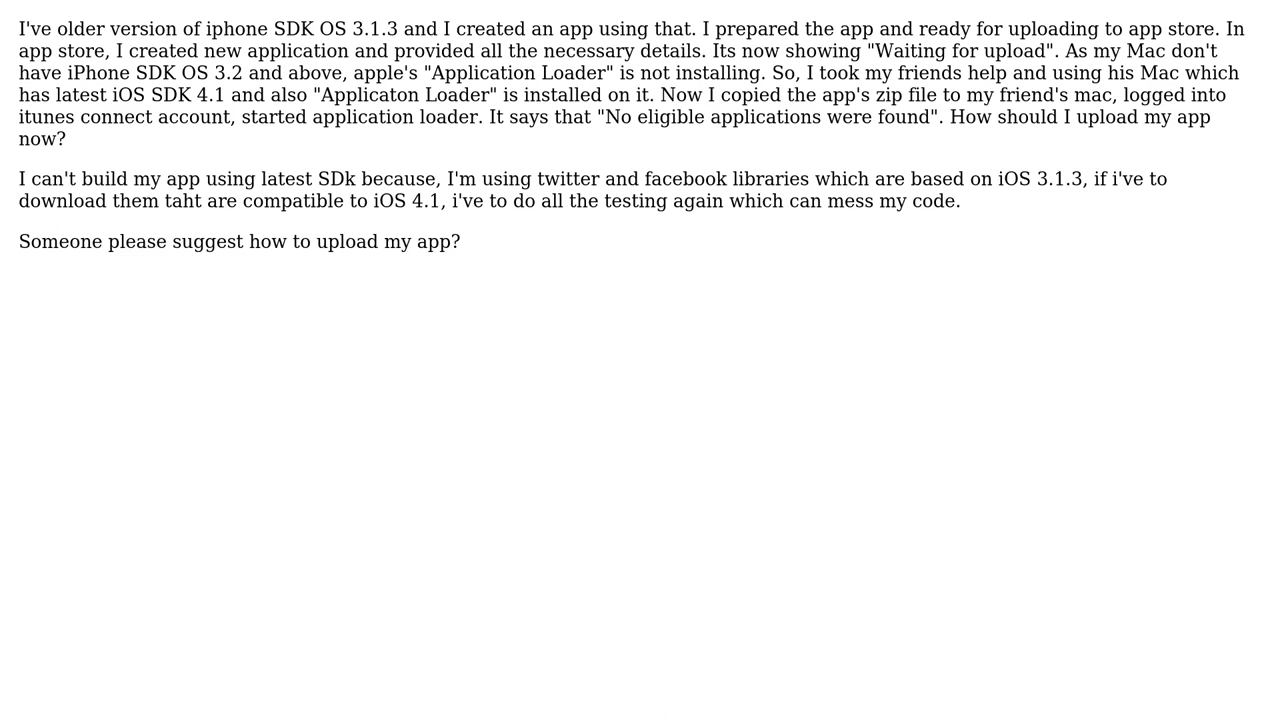 I've older version of iphone SDK OS 3.1.3 and I created an app using that. I prepared the app and ready for uploading to app store. In
app store, I created new application and provided all the necessary details. Its now showing "Waiting for upload". As my Mac don't
have iPhone SDK OS 3.2 and above, apple's "Application Loader" is not installing. So, I took my friends help and using his Mac which
has latest iOS SDK 4.1 and also "Applicaton Loader" is installed on it. Now I copied the app's zip file to my friend's mac, logged into
itunes connect account, started application loader. It says that "No eligible applications were found". How should I upload my app
now?
I can't build my app using latest SDk because, I'm using twitter and facebook libraries which are based on iOS 3.1.3, if i've to
download them taht are compatible to iOS 4.1, i've to do all the testing again which can mess my code.
Someone please suggest how to upload my app?